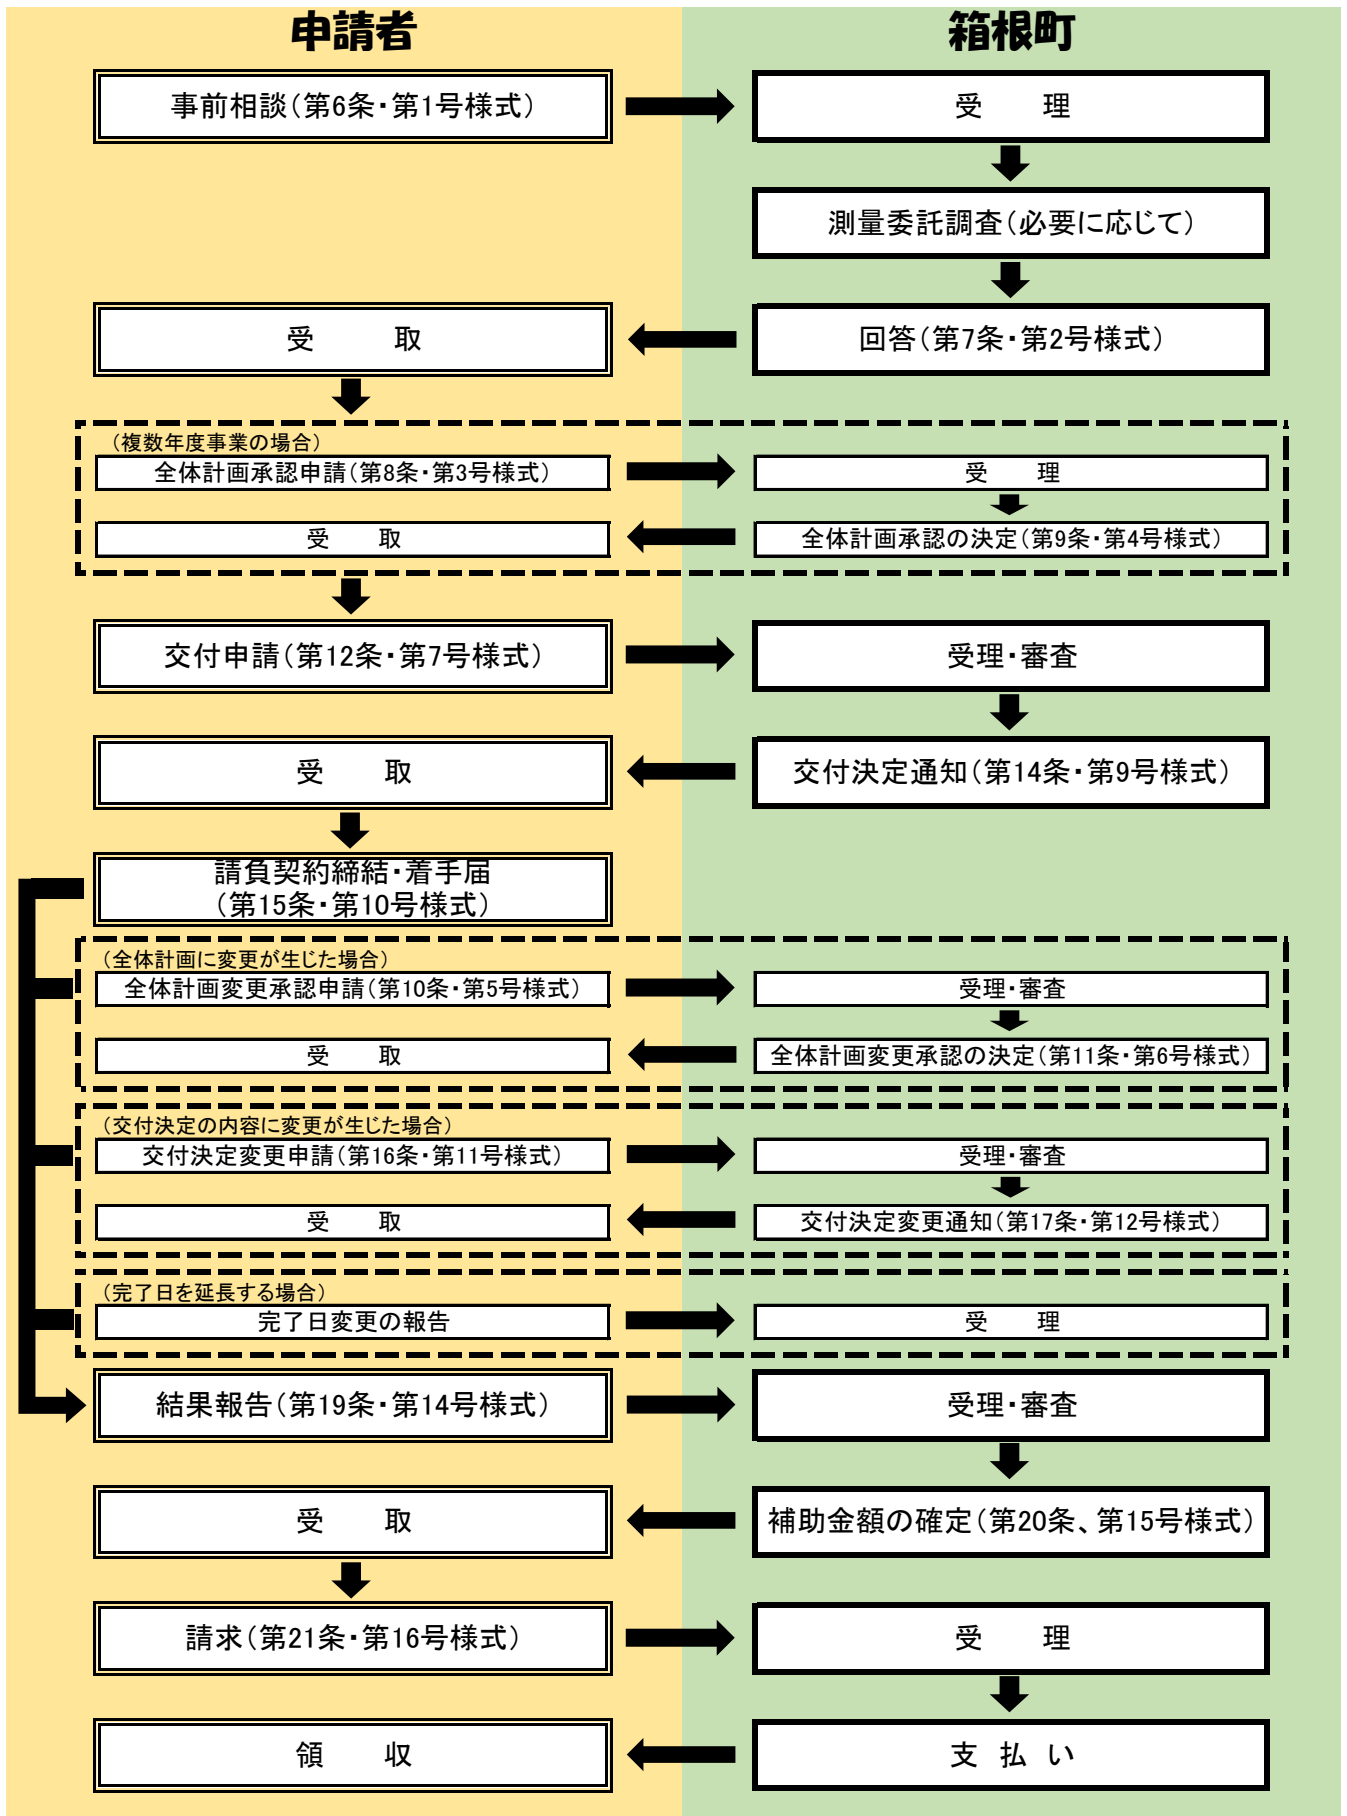 申請者
箱根町
事前相談（第6条・第1号様式）
受　　理
測量委託調査（必要に応じて）
回答（第7条・第2号様式）
受　　取
（複数年度事業の場合）
全体計画承認申請（第8条・第3号様式）
受　　理
全体計画承認の決定（第9条・第4号様式）
受　　取
交付申請（第12条・第7号様式）
受理・審査
交付決定通知（第14条・第9号様式）
受　　取
請負契約締結・着手届
（第15条・第10号様式）
（全体計画に変更が生じた場合）
全体計画変更承認申請（第10条・第5号様式）
受理・審査
全体計画変更承認の決定（第11条・第6号様式）
受　　取
（交付決定の内容に変更が生じた場合）
交付決定変更申請（第16条・第11号様式）
受理・審査
交付決定変更通知（第17条・第12号様式）
受　　取
（完了日を延長する場合）
完了日変更の報告
受　　理
結果報告（第19条・第14号様式）
受理・審査
補助金額の確定（第20条、第15号様式）
受　　取
請求（第21条・第16号様式）
受　　理
支　払　い
領　　収